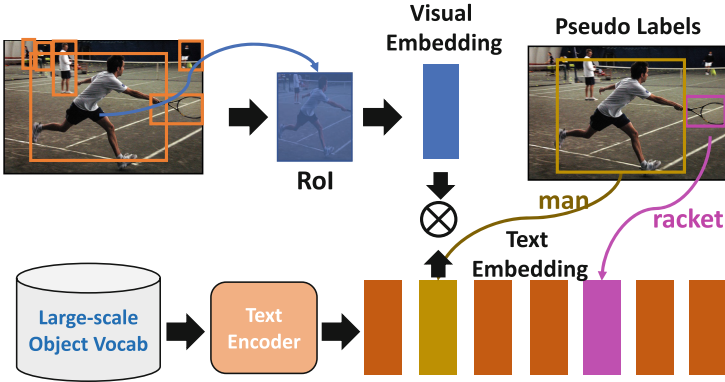 Visual
Embedding
Pseudo Labels
RoI
man
racket
Text
Embedding
Large-scale
Object Vocab
Text
Encoder